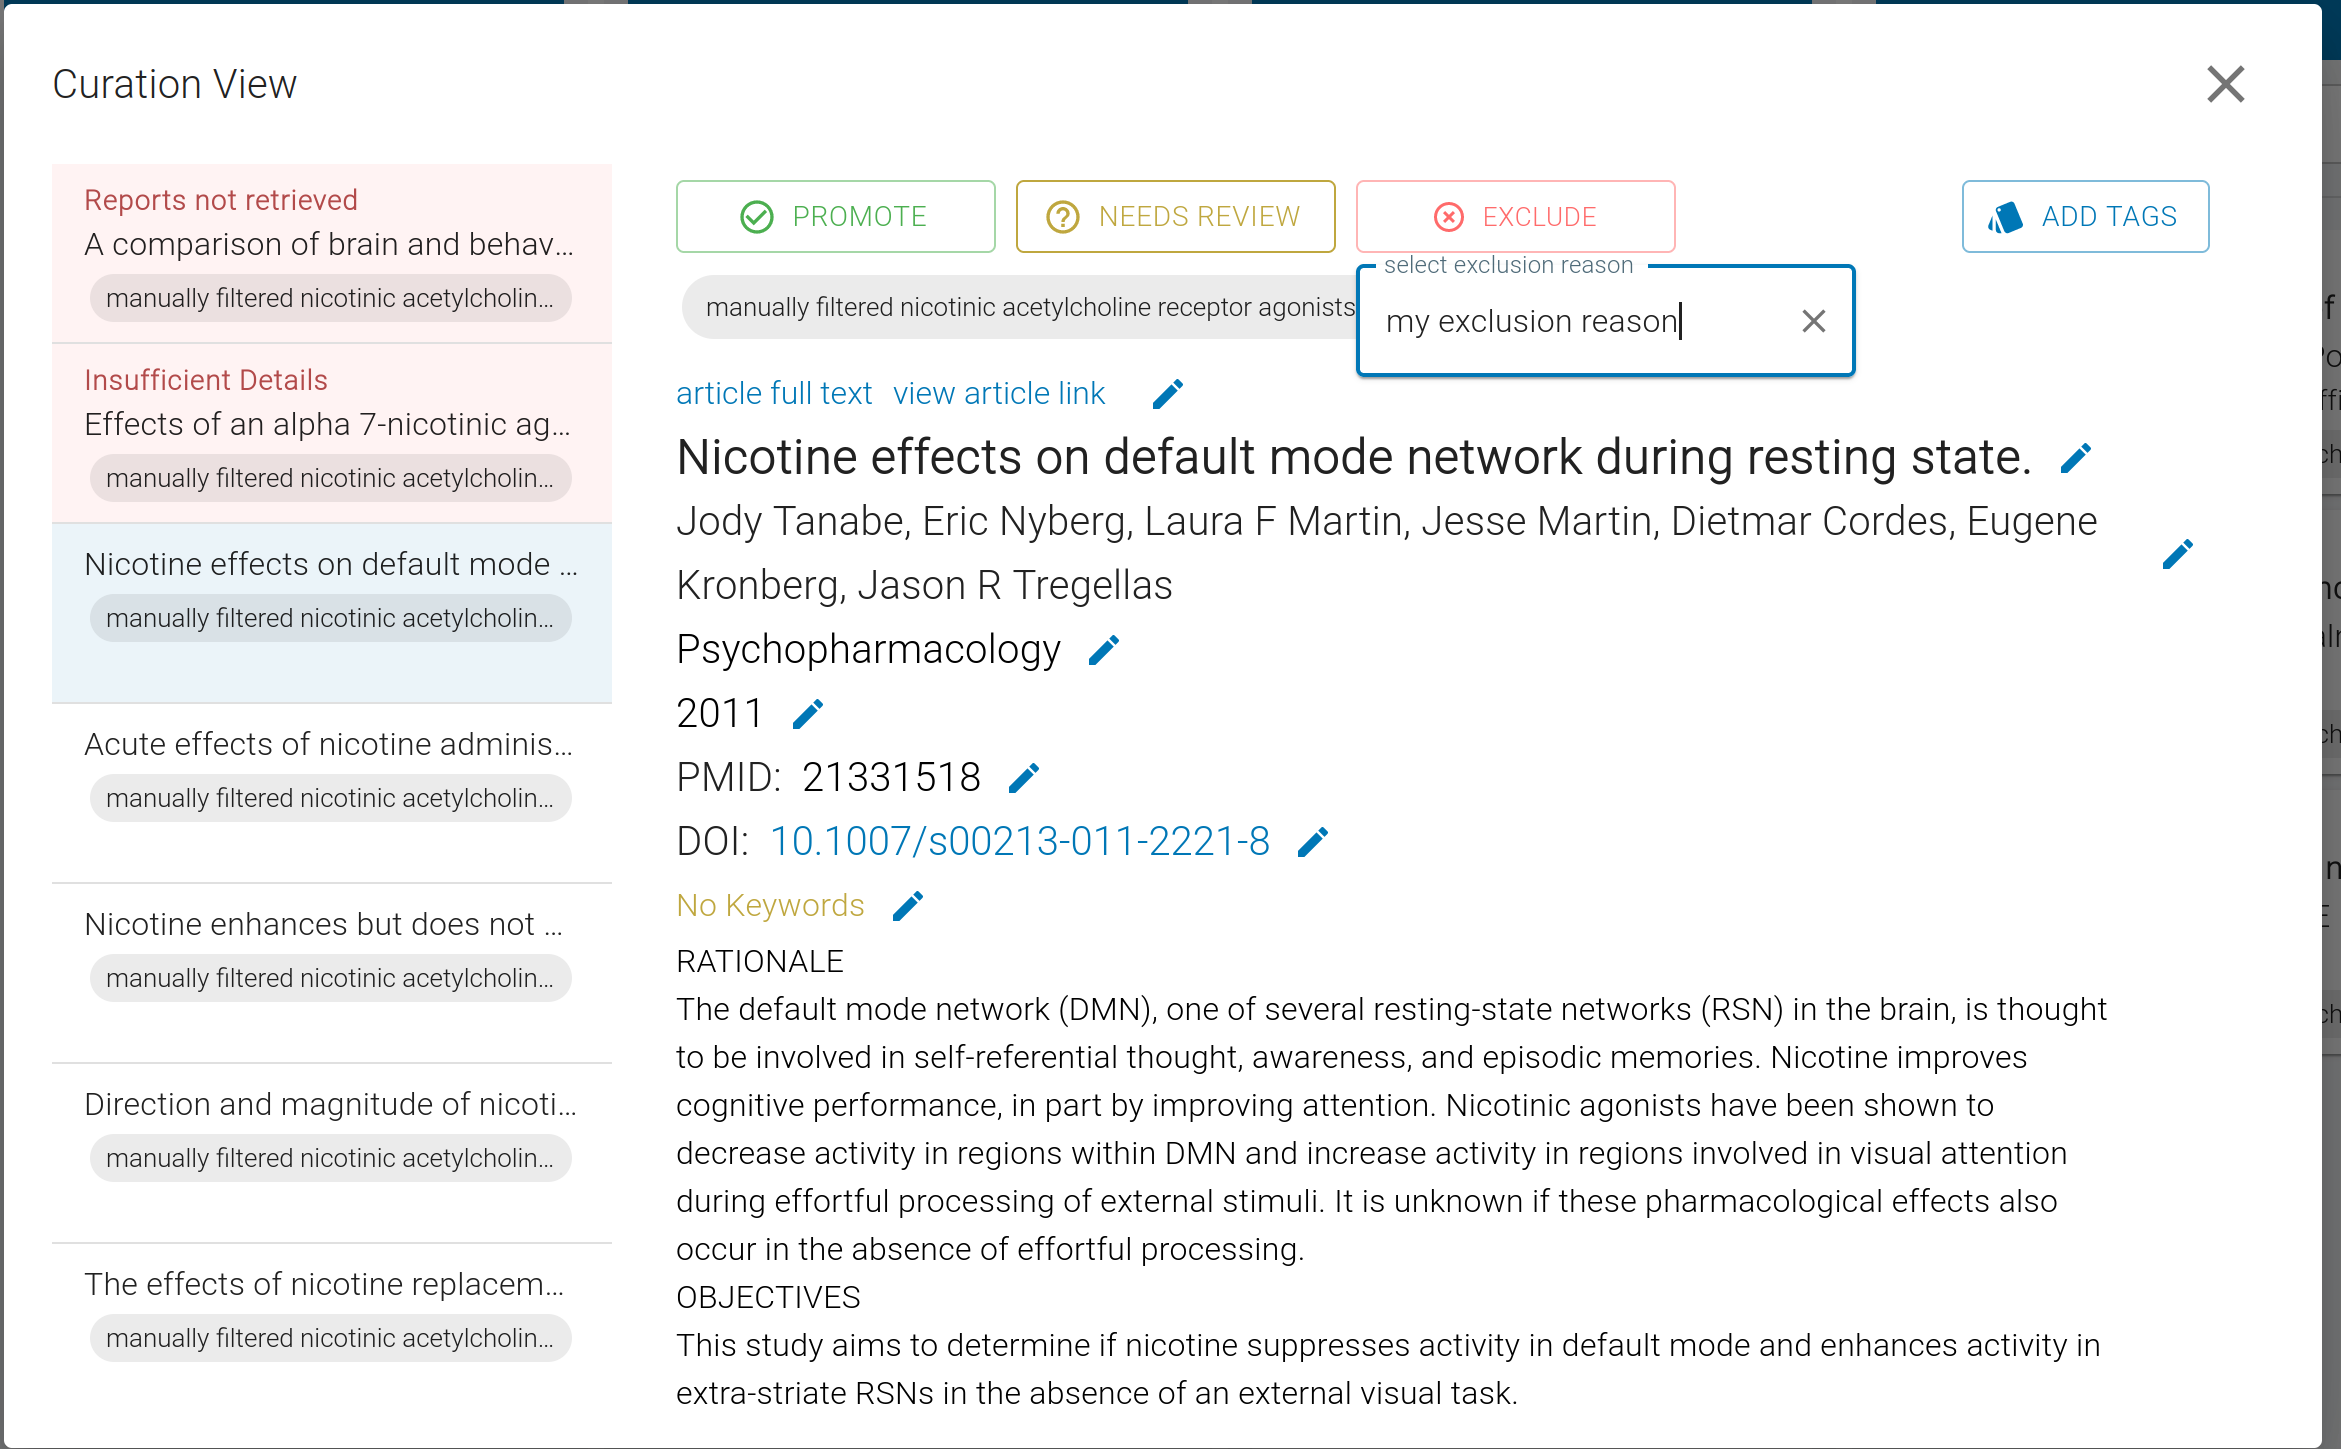 Curation View
Reports not retrieved
A comparison of brain and behav...
manually filtered nicotinic acetylcholin...
Insufficient Details
Effects of an alpha 7-nicotinic ag...
manually filtered nicotinic acetylcholin...
Nicotine effects on default mode ...
manually filtered nicotinic acetylcholin...
Acute effects of nicotine adminis...
manually filtered nicotinic acetylcholin...
Nicotine enhances but does not ...
manually filtered nicotinic acetylcholin...
Direction and magnitude of nicoti...
manually filtered nicotinic acetylcholin...
The effects of nicotine replacem...
manually filtered nicotinic acetylcholin...
PROMOTE
NEEDS REVIEW
EXCLUDE
ADD TAGS
select exclusion reason
my exclusion reason
manually filtered nicotinic acetylcholine receptor agonists
article full text view article link
Nicotine effects on default mode network during resting state.
Jody Tanabe, Eric Nyberg, Laura F Martin, Jesse Martin, Dietmar Cordes, Eugene
Kronberg, Jason R Tregellas
Psychopharmacology
2011
PMID: 21331518
DOI: 10.1007/s00213-011-2221-8
No Keywords
RATIONALE
The default mode network (DMN), one of several resting-state networks (RSN) in the brain, is thought
to be involved in self-referential thought, awareness, and episodic memories. Nicotine improves
cognitive performance, in part by improving attention. Nicotinic agonists have been shown to
decrease activity in regions within DMN and increase activity in regions involved in visual attention
during effortful processing of external stimuli. It is unknown if these pharmacological effects also
occur in the absence of effortful processing.
OBJECTIVES
This study aims to determine if nicotine suppresses activity in default mode and enhances activity in
extra-striate RSNs in the absence of an external visual task.